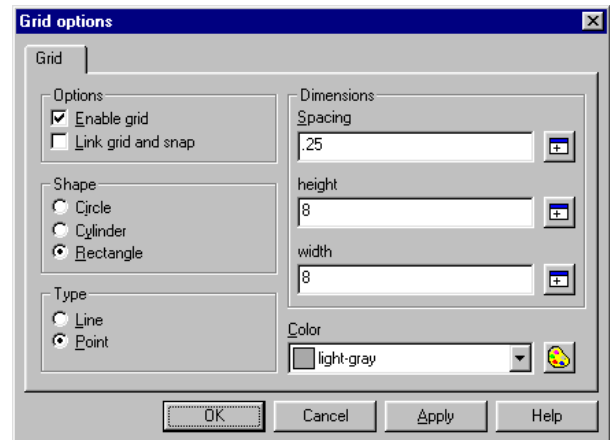 Grid options
Grid
Options
Enable grid
Link grid and snap
Shape
Circle
Cylinder
Rectangle
Type
Line
Point
Dimensions
Spacing
.25
height
8
width
8
Color
light-gray
OK
Cancel
Apply
Help